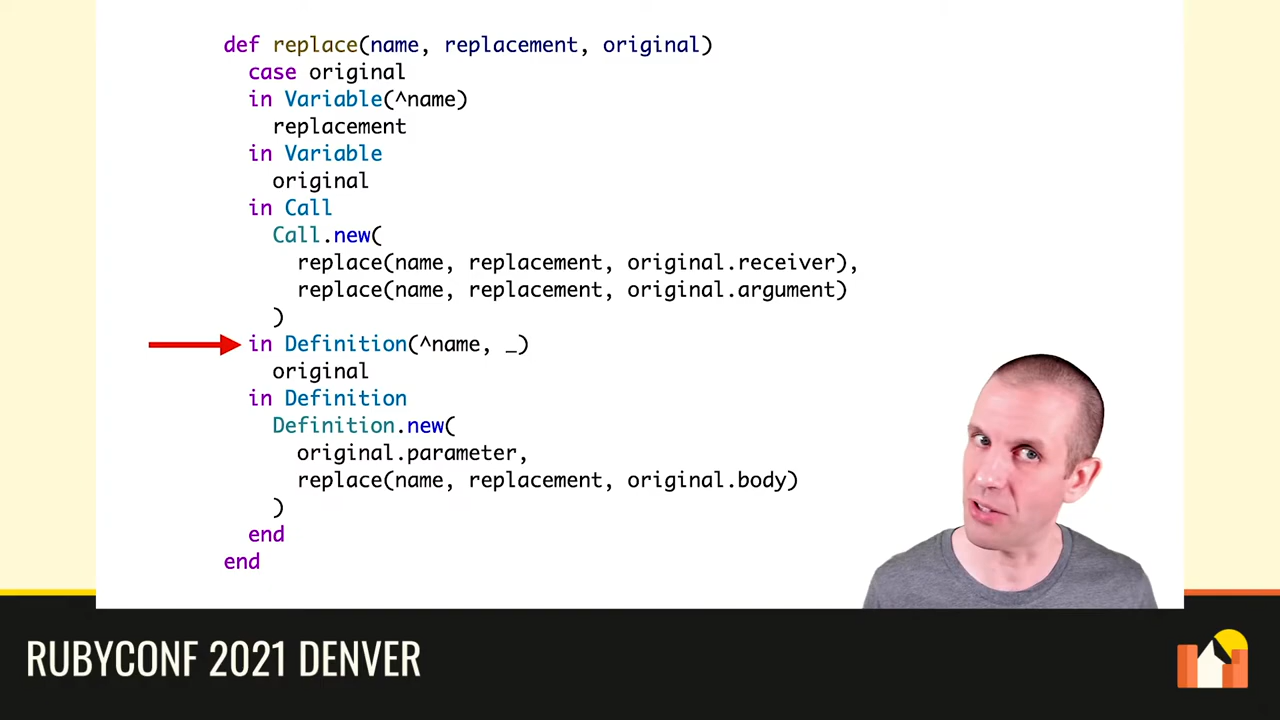 def replace(name, replacement, original)
  case original
  in Variable(^name)
    replacement
  in Variable
    original
  in Call
    Call.new(
      replace(name, replacement, original.receiver),
      replace(name, replacement, original.argument)
    )
  in Definition(^name, _)
    original
  in Definition
    Definition.new(
      original.parameter,
      replace(name, replacement, original.body)
    )
  end
end
RUBYCONF 2021 DENVER